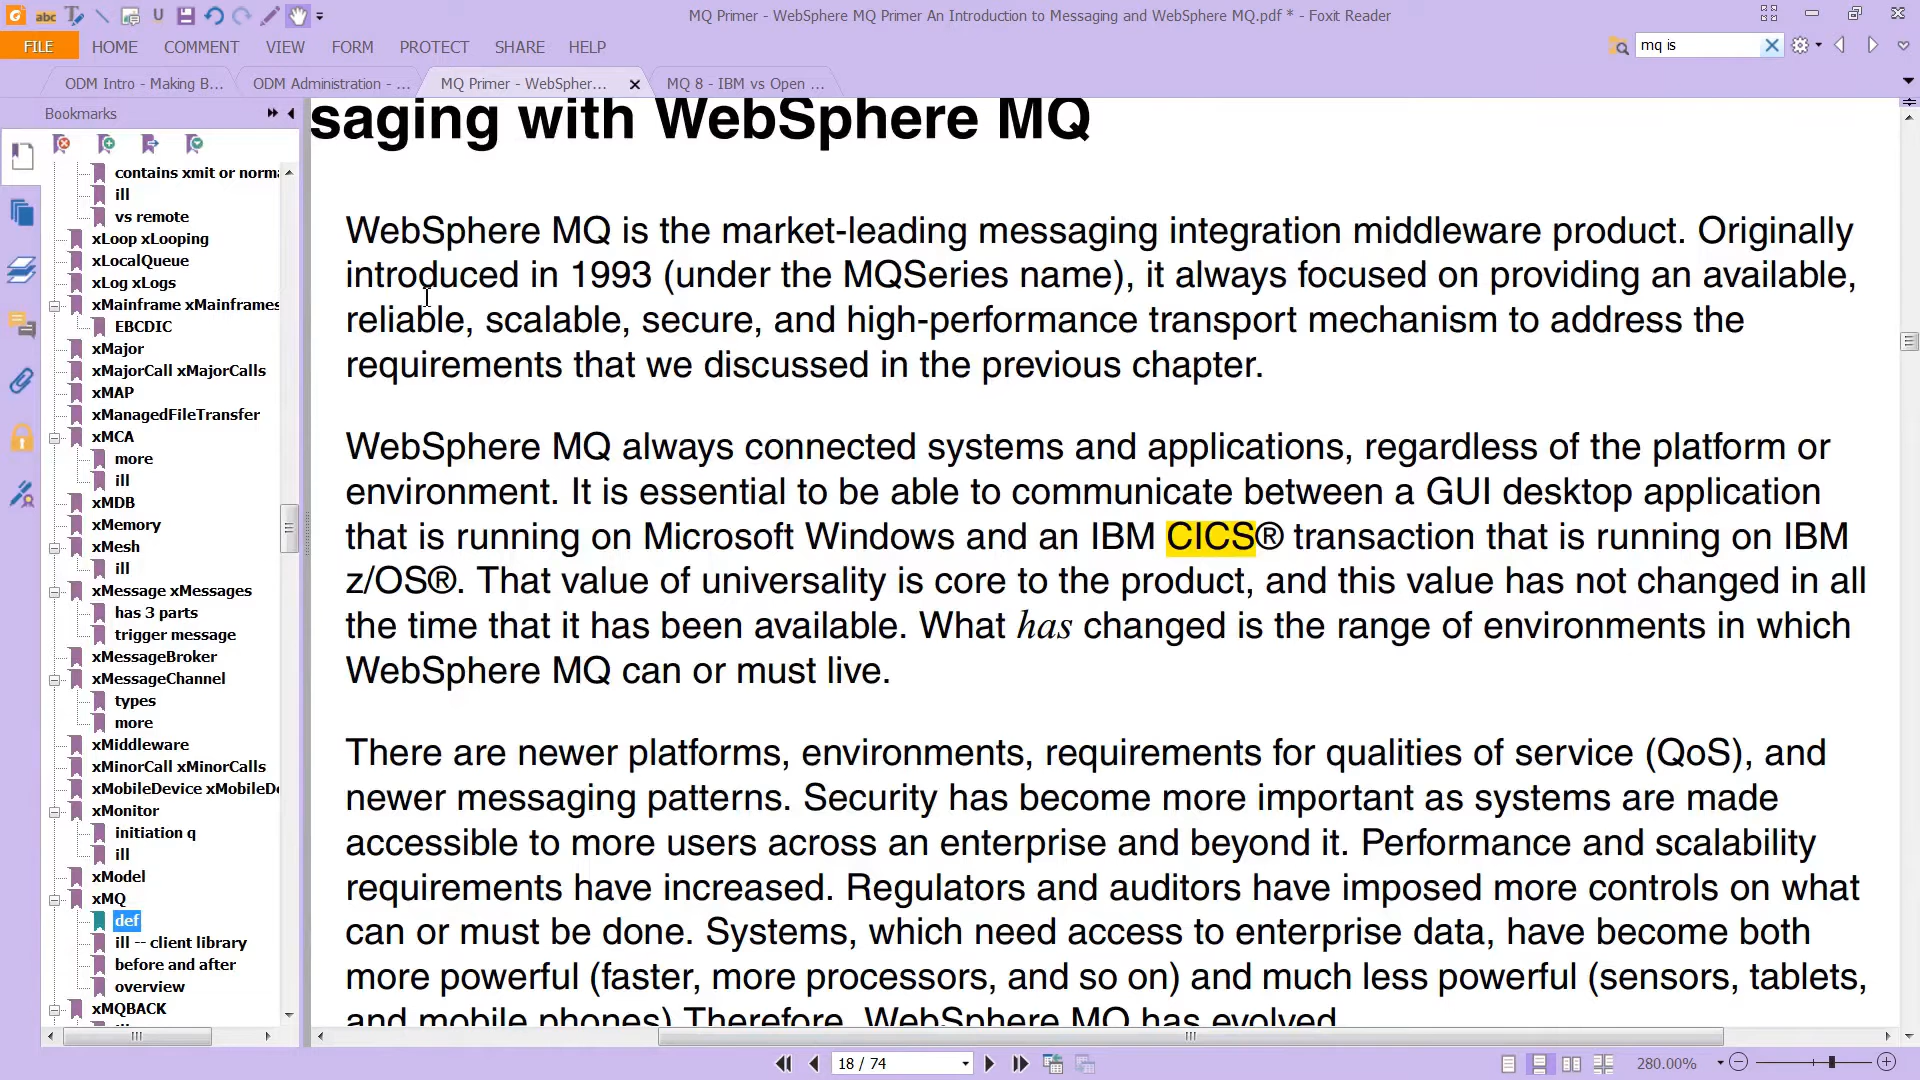 MQ Primer - WebSphere MQ Primer An Introduction to Messaging and WebSphere MQ.pdf * - Foxit Reader
FILE HOME COMMENT VIEW FORM PROTECT SHARE HELP
mq is
ODM Intro - Making B...
ODM Administration - ...
MQ Primer - WebSpher...
MQ 8 - IBM vs Open ...
Bookmarks
contains xmit or norma
ill
vs remote
xLoop xLooping
xLocalQueue
xLog xLogs
xMainframe xMainframes
EBCDIC
xMajor
xMajorCall xMajorCalls
xMAP
xManagedFileTransfer
xMCA
more
ill
xMDB
xMemory
xMesh
ill
xMessage xMessages
has 3 parts
trigger message
xMessageBroker
xMessageChannel
types
more
xMiddleware
xMinorCall xMinorCalls
xMobileDevice xMobileDe
xMonitor
initiation q
ill
xModel
xMQ
def
ill -- client library
before and after
overview
xMQBACK
saging with WebSphere MQ
WebSphere MQ is the market-leading messaging integration middleware product. Originally
introduced in 1993 (under the MQSeries name), it always focused on providing an available,
reliable, scalable, secure, and high-performance transport mechanism to address the
requirements that we discussed in the previous chapter.
WebSphere MQ always connected systems and applications, regardless of the platform or
environment. It is essential to be able to communicate between a GUI desktop application
that is running on Microsoft Windows and an IBM CICS® transaction that is running on IBM
z/OS®. That value of universality is core to the product, and this value has not changed in all
the time that it has been available. What has changed is the range of environments in which
WebSphere MQ can or must live.
There are newer platforms, environments, requirements for qualities of service (QoS), and
newer messaging patterns. Security has become more important as systems are made
accessible to more users across an enterprise and beyond it. Performance and scalability
requirements have increased. Regulators and auditors have imposed more controls on what
can or must be done. Systems, which need access to enterprise data, have become both
more powerful (faster, more processors, and so on) and much less powerful (sensors, tablets,
and mobile phones) Therefore, WebSphere MQ has evolved
18 / 74
280.00%